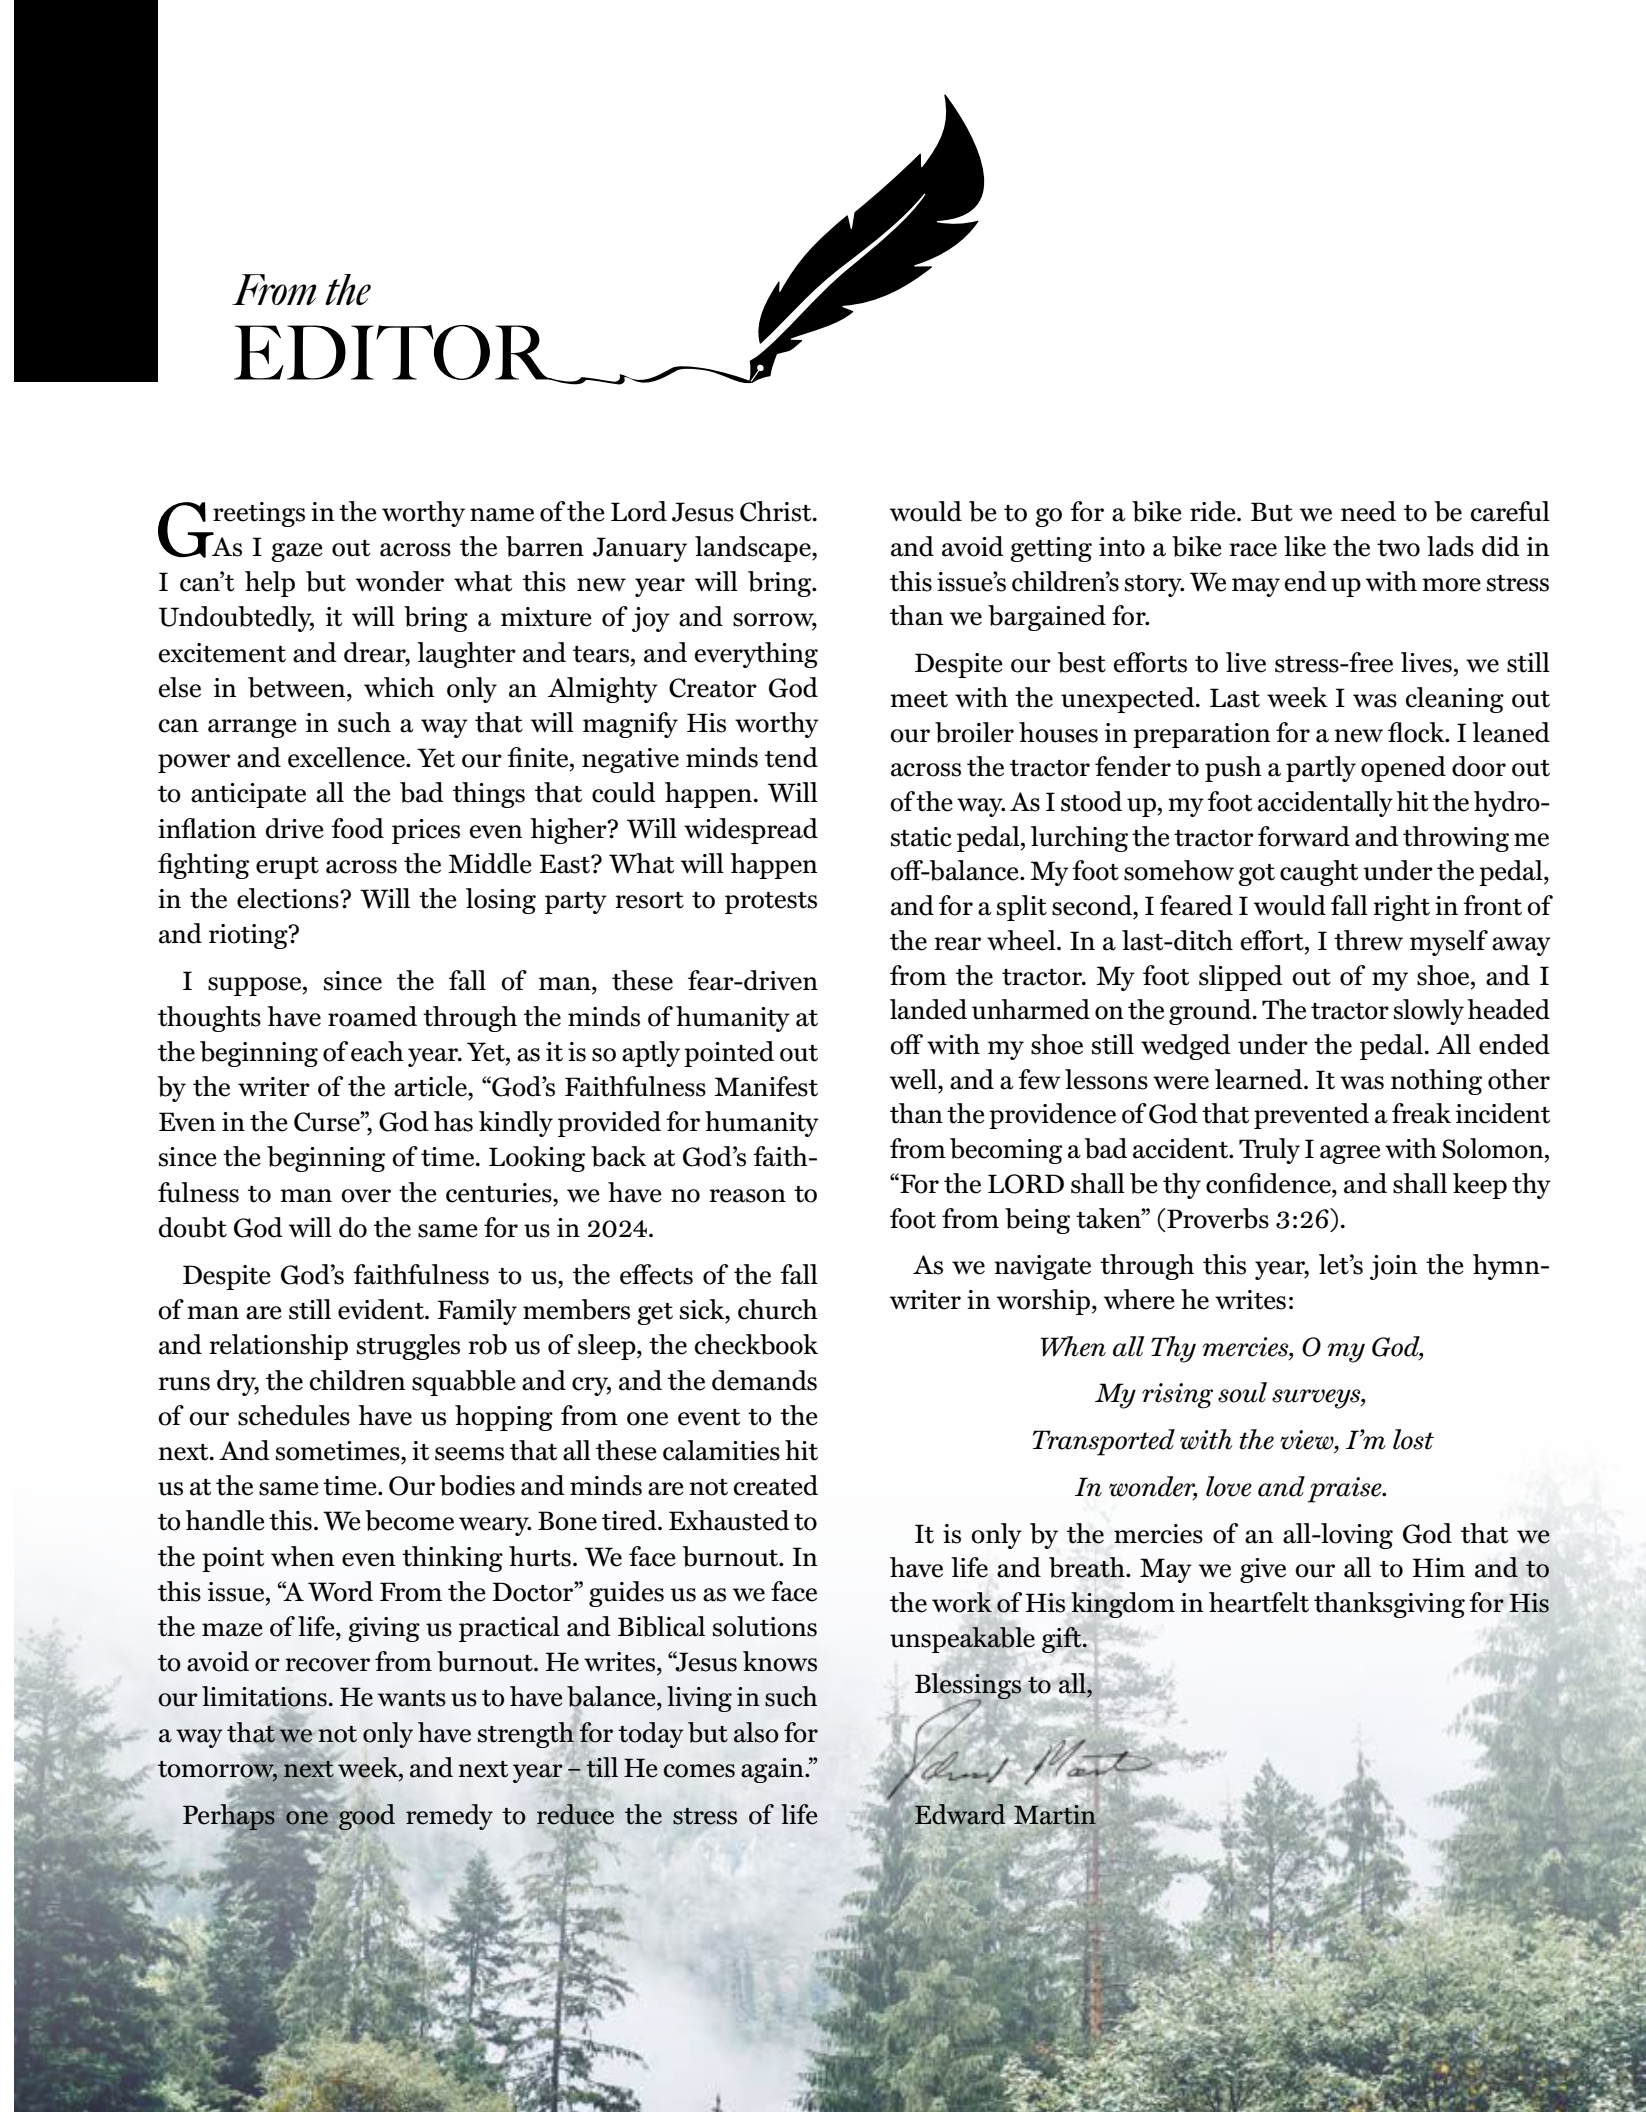 From the
EDITOR
Greetings in the worthy name of the Lord Jesus Christ.
As I gaze out across the barren January landscape,
I can’t help but wonder what this new year will bring.
Undoubtedly, it will bring a mixture of joy and sorrow,
excitement and drear, laughter and tears, and everything
else in between, which only an Almighty Creator God
can arrange in such a way that will magnify His worthy
power and excellence. Yet our finite, negative minds tend
to anticipate all the bad things that could happen. Will
inflation drive food prices even higher? Will widespread
fighting erupt across the Middle East? What will happen
in the elections? Will the losing party resort to protests
and rioting?
I suppose, since the fall of man, these fear-driven
thoughts have roamed through the minds of humanity at
the beginning of each year. Yet, as it is so aptly pointed out
by the writer of the article, “God’s Faithfulness Manifest
Even in the Curse”, God has kindly provided for humanity
since the beginning of time. Looking back at God’s faith-
fulness to man over the centuries, we have no reason to
doubt God will do the same for us in 2024.
Despite God’s faithfulness to us, the effects of the fall
of man are still evident. Family members get sick, church
and relationship struggles rob us of sleep, the checkbook
runs dry, the children squabble and cry, and the demands
of our schedules have us hopping from one event to the
next. And sometimes, it seems that all these calamities hit
us at the same time. Our bodies and minds are not created
to handle this. We become weary. Bone tired. Exhausted to
the point when even thinking hurts. We face burnout. In
this issue, “A Word From the Doctor” guides us as we face
the maze of life, giving us practical and Biblical solutions
to avoid or recover from burnout. He writes, “Jesus knows
our limitations. He wants us to have balance, living in such
a way that we not only have strength for today but also for
tomorrow, next week, and next year – till He comes again.”
Perhaps one good remedy to reduce the stress of life
would be to go for a bike ride. But we need to be careful
and avoid getting into a bike race like the two lads did in
this issue’s children’s story. We may end up with more stress
than we bargained for.
Despite our best efforts to live stress-free lives, we still
meet with the unexpected. Last week I was cleaning out
our broiler houses in preparation for a new flock. I leaned
across the tractor fender to push a partly opened door out
of the way. As I stood up, my foot accidentally hit the hydro-
static pedal, lurching the tractor forward and throwing me
off-balance. My foot somehow got caught under the pedal,
and for a split second, I feared I would fall right in front of
the rear wheel. In a last-ditch effort, I threw myself away
from the tractor. My foot slipped out of my shoe, and I
landed unharmed on the ground. The tractor slowly headed
off with my shoe still wedged under the pedal. All ended
well, and a few lessons were learned. It was nothing other
than the providence of God that prevented a freak incident
from becoming a bad accident. Truly I agree with Solomon,
“For the LORD shall be thy confidence, and shall keep thy
foot from being taken” (Proverbs 3:26).
As we navigate through this year, let’s join the hymn-
writer in worship, where he writes:
When all Thy mercies, O my God,
My rising soul surveys,
Transported with the view, I’m lost
In wonder, love and praise.
It is only by the mercies of an all-loving God that we
have life and breath. May we give our all to Him and to
the work of His kingdom in heartfelt thanksgiving for His
unspeakable gift.
Blessings to all,
Edward Martin
Edward Martin